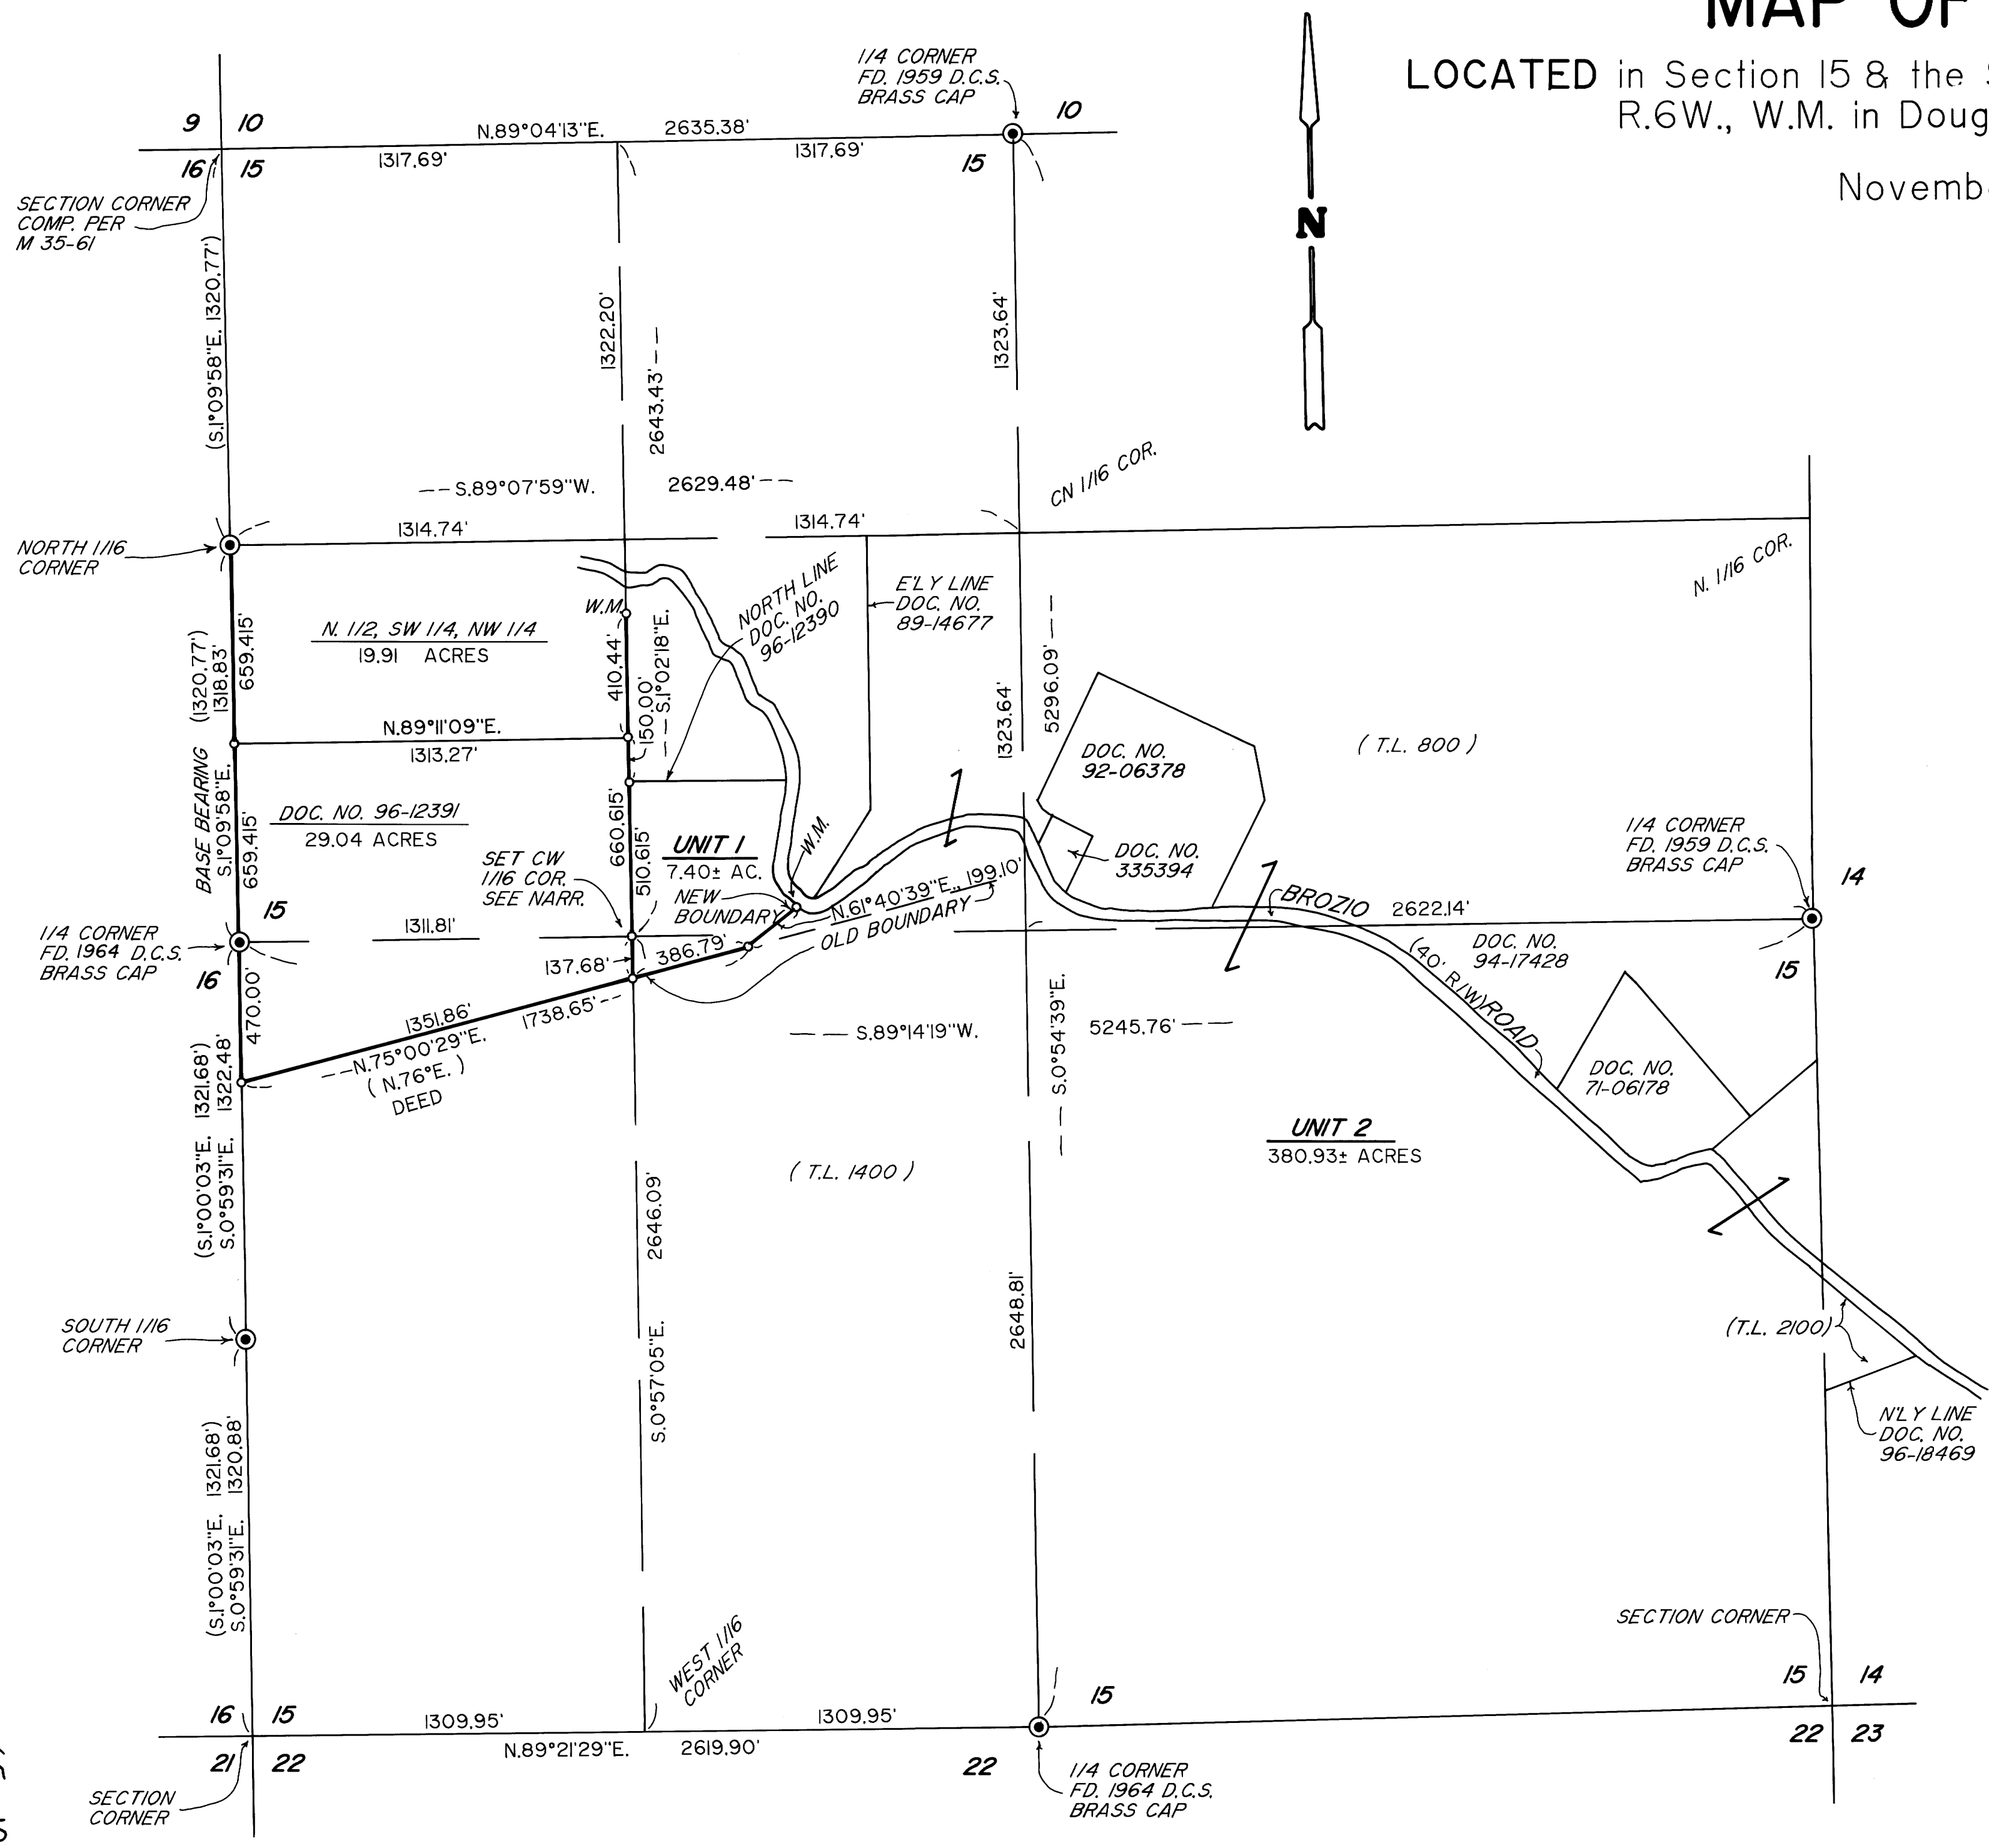 MAP OF
LOCATED in Section 15 & the
R.6W., W.M. in Doug
Novemb
1/4 CORNER
FD. 1959 D.C.S.
BRASS CAP
9 10
10
N.89°04'13"E. 2635.38'
16 15
1317.69'
1317.69'
15
SECTION CORNER
COMP. PER
M 35-61
N
(S.1°09'58"E. 1320.77')
1322.20'
2643.43'
1323.64'
S.89°07'59"W. 2629.48'
CN 1/16 COR.
1314.74'
1314.74'
NORTH 1/16
CORNER
N. 1/16 COR.
NORTH LINE
DOC. NO.
96-12390
E'LY LINE
DOC. NO.
89-14677
W.M.
N. 1/2, SW 1/4, NW 1/4
19.91 ACRES
(1320.77')
1318.83'
659.415'
410.44'
150.00'
S.1°02'18"E.
1323.64'
5296.09'
N.89°11'09"E.
1313.27'
DOC. NO.
92-06378
( T.L. 800 )
BASE BEARING
S.1°09'58"E.
659.415'
DOC. NO. 96-12391
29.04 ACRES
660.615'
510.615'
UNIT 1
7.40± AC.
W.M.
SET CW
1/16 COR.
SEE NARR.
NEW
BOUNDARY
N.61°40'39"E., 199.10'
OLD BOUNDARY
DOC. NO.
335394
1/4 CORNER
FD. 1959 D.C.S.
BRASS CAP
14
BROZIO
2622.14'
15
1311.81'
1/4 CORNER
FD. 1964 D.C.S.
BRASS CAP
16
137.68'
386.79'
(40' R/W)
ROAD
DOC. NO.
94-17428
15
470.00'
1351.86'
1738.65'
N.75°00'29"E.
( N.76°E. )
DEED
S.89°14'19"W. 5245.76'
S.0°54'39"E.
DOC. NO.
71-06178
(S.1°00'03"E. 1321.68')
S.0°59'31"E. 1322.48'
UNIT 2
380.93± ACRES
( T.L. 1400 )
2646.09'
2648.81'
SOUTH 1/16
CORNER
(T.L. 2100)
S.0°57'05"E.
N'LY LINE
DOC. NO.
96-18469
(S.1°00'03"E. 1321.68')
S.0°59'31"E. 1320.88'
WEST 1/16
CORNER
SECTION CORNER
15 14
16 15
1309.95'
1309.95'
15
N.89°21'29"E. 2619.90'
21 22
22
22 23
SECTION
CORNER
1/4 CORNER
FD. 1964 D.C.S.
BRASS CAP